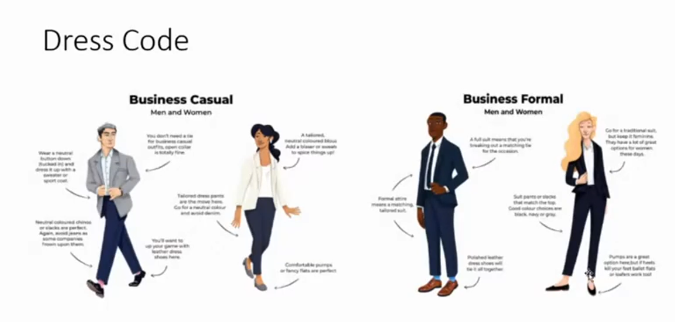 Dress Code
Business Casual
Men and Women
You don't need a tie
for business casual
outfits, open collar
is totally fine.
Wear a neutral
button down
(tucked in) and
dress it up with a
sweater or
sport coat.
Neutral coloured chinos
or slacks are perfect.
Again, avoid jeans as
some companies
frown upon them.
You'll want to
up your game with
leather dress
shoes here.
A tailored,
neutral coloured blouse.
Add a blazer or sweater
to spice things up!
Tailored dress pants
are the move here.
Go for a neutral colour
and avoid denim.
Comfortable pumps
or fancy flats are perfect
Business Formal
Men and Women
A full suit means that you're
breaking out a matching tie
for the occasion.
Formal attire
means a matching,
tailored suit.
Polished leather
dress shoes will
tie it all together.
Go for a traditional suit,
but keep it feminine.
They have a lot of great
options for women
these days.
Suit pants or slacks
that match the top.
Good colour choices are
black, navy or grey.
Pumps are a great
option here, but if heels
kill your feet ballet flats
or loafers work too!